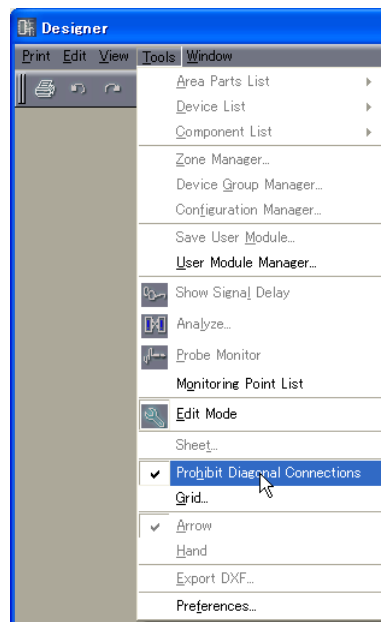 Designer
Print Edit View Tools Window
Area Parts List
Device List
Component List
Zone Manager...
Device Group Manager...
Configuration Manager...
Save User Module...
User Module Manager...
Show Signal Delay
Analyze...
Probe Monitor
Monitoring Point List
Edit Mode
Sheet...
Prohibit Diagonal Connections
Grid...
Arrow
Hand
Export DXF...
Preferences...